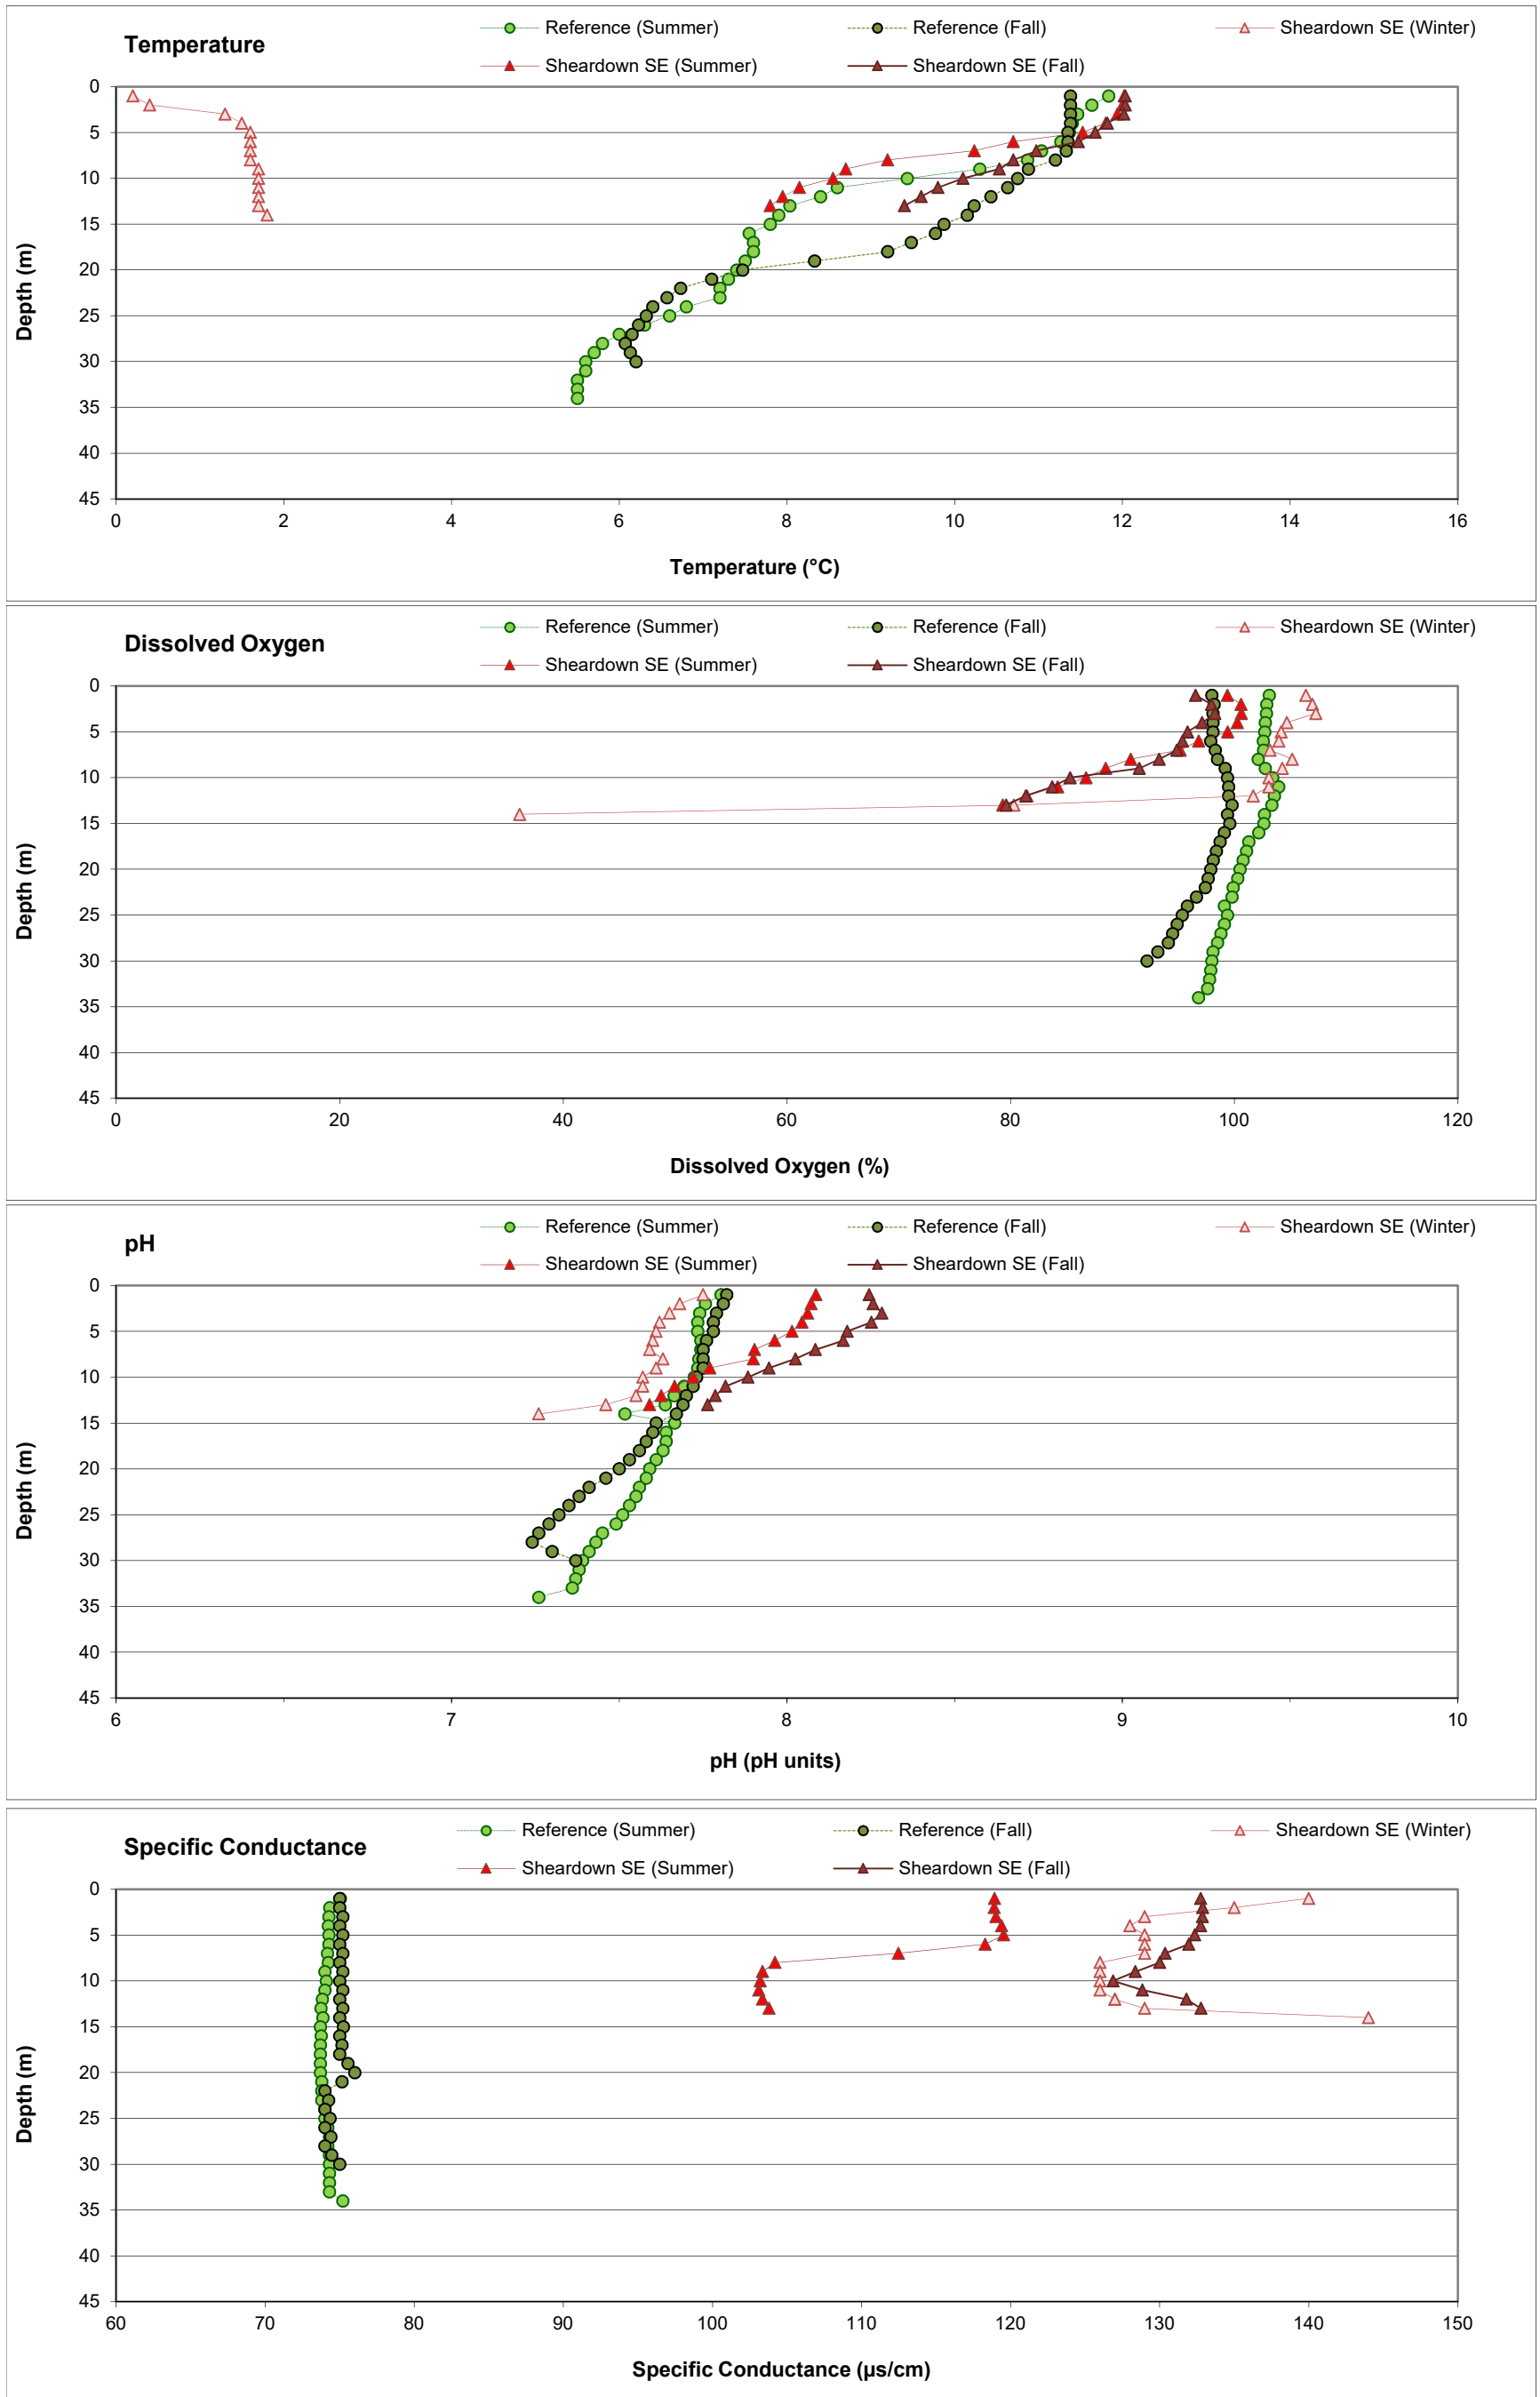 Temperature
Reference (Summer) Reference (Fall) Sheardown SE (Winter)
Sheardown SE (Summer) Sheardown SE (Fall)
0
5
10
15
20
25
30
35
40
45
Depth (m)
0 2 4 6 8 10 12 14 16
Temperature (°C)
Dissolved Oxygen
Reference (Summer) Reference (Fall) Sheardown SE (Winter)
Sheardown SE (Summer) Sheardown SE (Fall)
0
5
10
15
20
25
30
35
40
45
Depth (m)
0 20 40 60 80 100 120
Dissolved Oxygen (%)
pH
Reference (Summer) Reference (Fall) Sheardown SE (Winter)
Sheardown SE (Summer) Sheardown SE (Fall)
0
5
10
15
20
25
30
35
40
45
Depth (m)
6 7 8 9 10
pH (pH units)
Specific Conductance
Reference (Summer) Reference (Fall) Sheardown SE (Winter)
Sheardown SE (Summer) Sheardown SE (Fall)
0
5
10
15
20
25
30
35
40
45
Depth (m)
60 70 80 90 100 110 120 130 140 150
Specific Conductance (µs/cm)